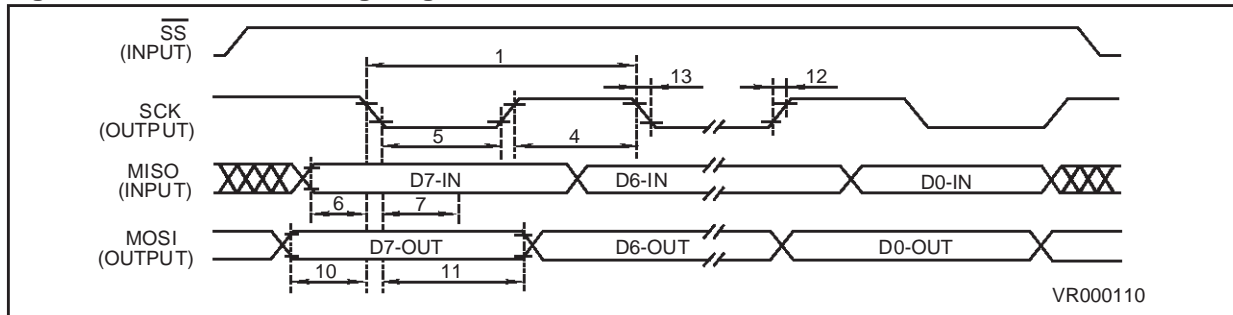 SS
(INPUT)
1
13
12
SCK
(OUTPUT)
5
4
MISO
(INPUT)
D7-IN
D6-IN
D0-IN
6
7
MOSI
(OUTPUT)
D7-OUT
D6-OUT
D0-OUT
10
11
VR000110